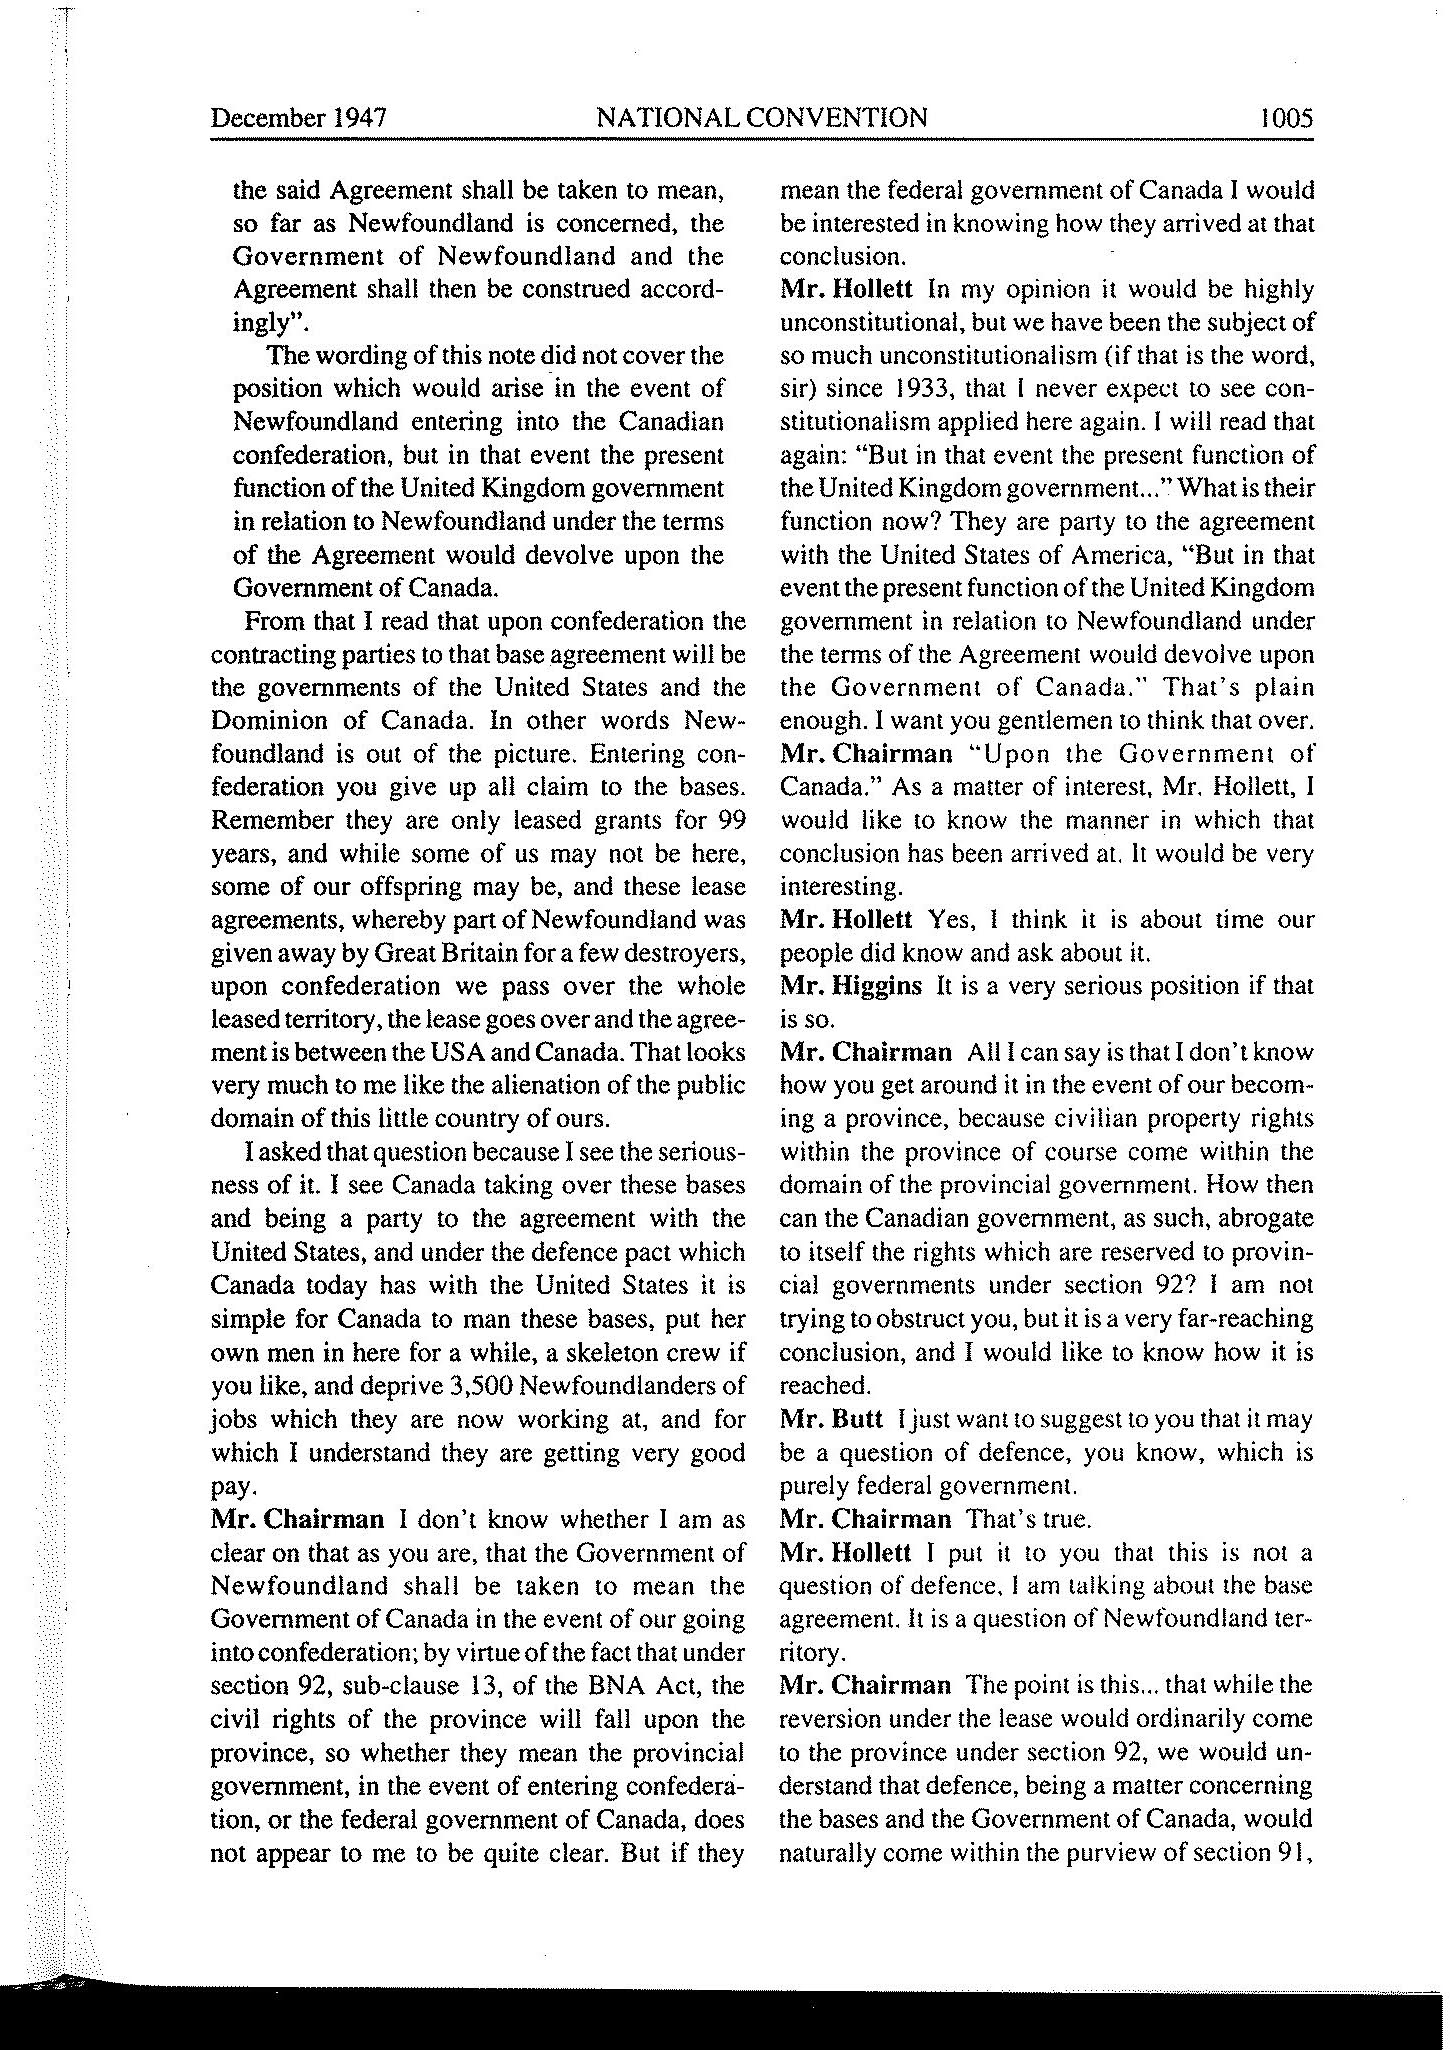 December 1947 NATIONAL CONVENTION 1005
the said Agreement shall be taken to mean,
so far as Newfoundland is concerned, the
Government of Newfoundland and the
Agreement shall then be construed accord-
ingly".
The wording of this note did not cover the
position which would arise in the event of
Newfoundland entering into the Canadian
confederation, but in that event the present
function of the United Kingdom government
in relation to Newfoundland under the terms
of the Agreement would devolve upon the
Government of Canada.
From that I read that upon confederation the
contracting parties to that base agreement will be
the governments of the United States and the
Dominion of Canada. In other words New-
foundland is out of the picture. Entering con-
federation you give up all claim to the bases.
Remember they are only leased grants for 99
years, and while some of us may not be here,
some of our offspring may be, and these lease
agreements, whereby part of Newfoundland was
given away by Great Britain for a few destroyers,
upon confederation we pass over the whole
leased territory, the lease goes over and the agree-
ment is between the USA and Canada. That looks
very much to me like the alienation of the public
domain of this little country of ours.
I asked that question because I see the serious-
ness of it. I see Canada taking over these bases
and being a party to the agreement with the
United States, and under the defence pact which
Canada today has with the United States it is
simple for Canada to man these bases, put her
own men in here for a while, a skeleton crew if
you like, and deprive 3,500 Newfoundlanders of
jobs which they are now working at, and for
which I understand they are getting very good
pay.
Mr. Chairman I don't know whether I am as
clear on that as you are, that the Government of
Newfoundland shall be taken to mean the
Government of Canada in the event of our going
into confederation; by virtue of the fact that under
section 92, sub-clause 13, of the BNA Act, the
civil rights of the province will fall upon the
province, so whether they mean the provincial
government, in the event of entering confedera-
tion, or the federal government of Canada, does
not appear to me to be quite clear. But if they
mean the federal government of Canada I would
be interested in knowing how they arrived at that
conclusion.
Mr. Hollett In my opinion it would be highly
unconstitutional, but we have been the subject of
so much unconstitutionalism (if that is the word,
sir) since 1933, that I never expect to see con-
stitutionalism applied here again. I will read that
again: "But in that event the present function of
the United Kingdom government..." What is their
function now? They are party to the agreement
with the United States of America, "But in that
event the present function of the United Kingdom
government in relation to Newfoundland under
the terms of the Agreement would devolve upon
the Government of Canada." That's plain
enough. I want you gentlemen to think that over.
Mr. Chairman "Upon the Government of
Canada." As a matter of interest, Mr. Hollett, I
would like to know the manner in which that
conclusion has been arrived at. It would be very
interesting.
Mr. Hollett Yes, I think it is about time our
people did know and ask about it.
Mr. Higgins It is a very serious position if that
is so.
Mr. Chairman All I can say is that I don't know
how you get around it in the event of our becom-
ing a province, because civilian property rights
within the province of course come within the
domain of the provincial government. How then
can the Canadian government, as such, abrogate
to itself the rights which are reserved to provin-
cial governments under section 92? I am not
trying to obstruct you, but it is a very far-reaching
conclusion, and I would like to know how it is
reached.
Mr. Butt I just want to suggest to you that it may
be a question of defence, you know, which is
purely federal government.
Mr. Chairman That's true.
Mr. Hollett I put it to you that this is not a
question of defence, I am talking about the base
agreement. It is a question of Newfoundland ter-
ritory.
Mr. Chairman The point is this... that while the
reversion under the lease would ordinarily come
to the province under section 92, we would un-
derstand that defence, being a matter concerning
the bases and the Government of Canada, would
naturally come within the purview of section 91,